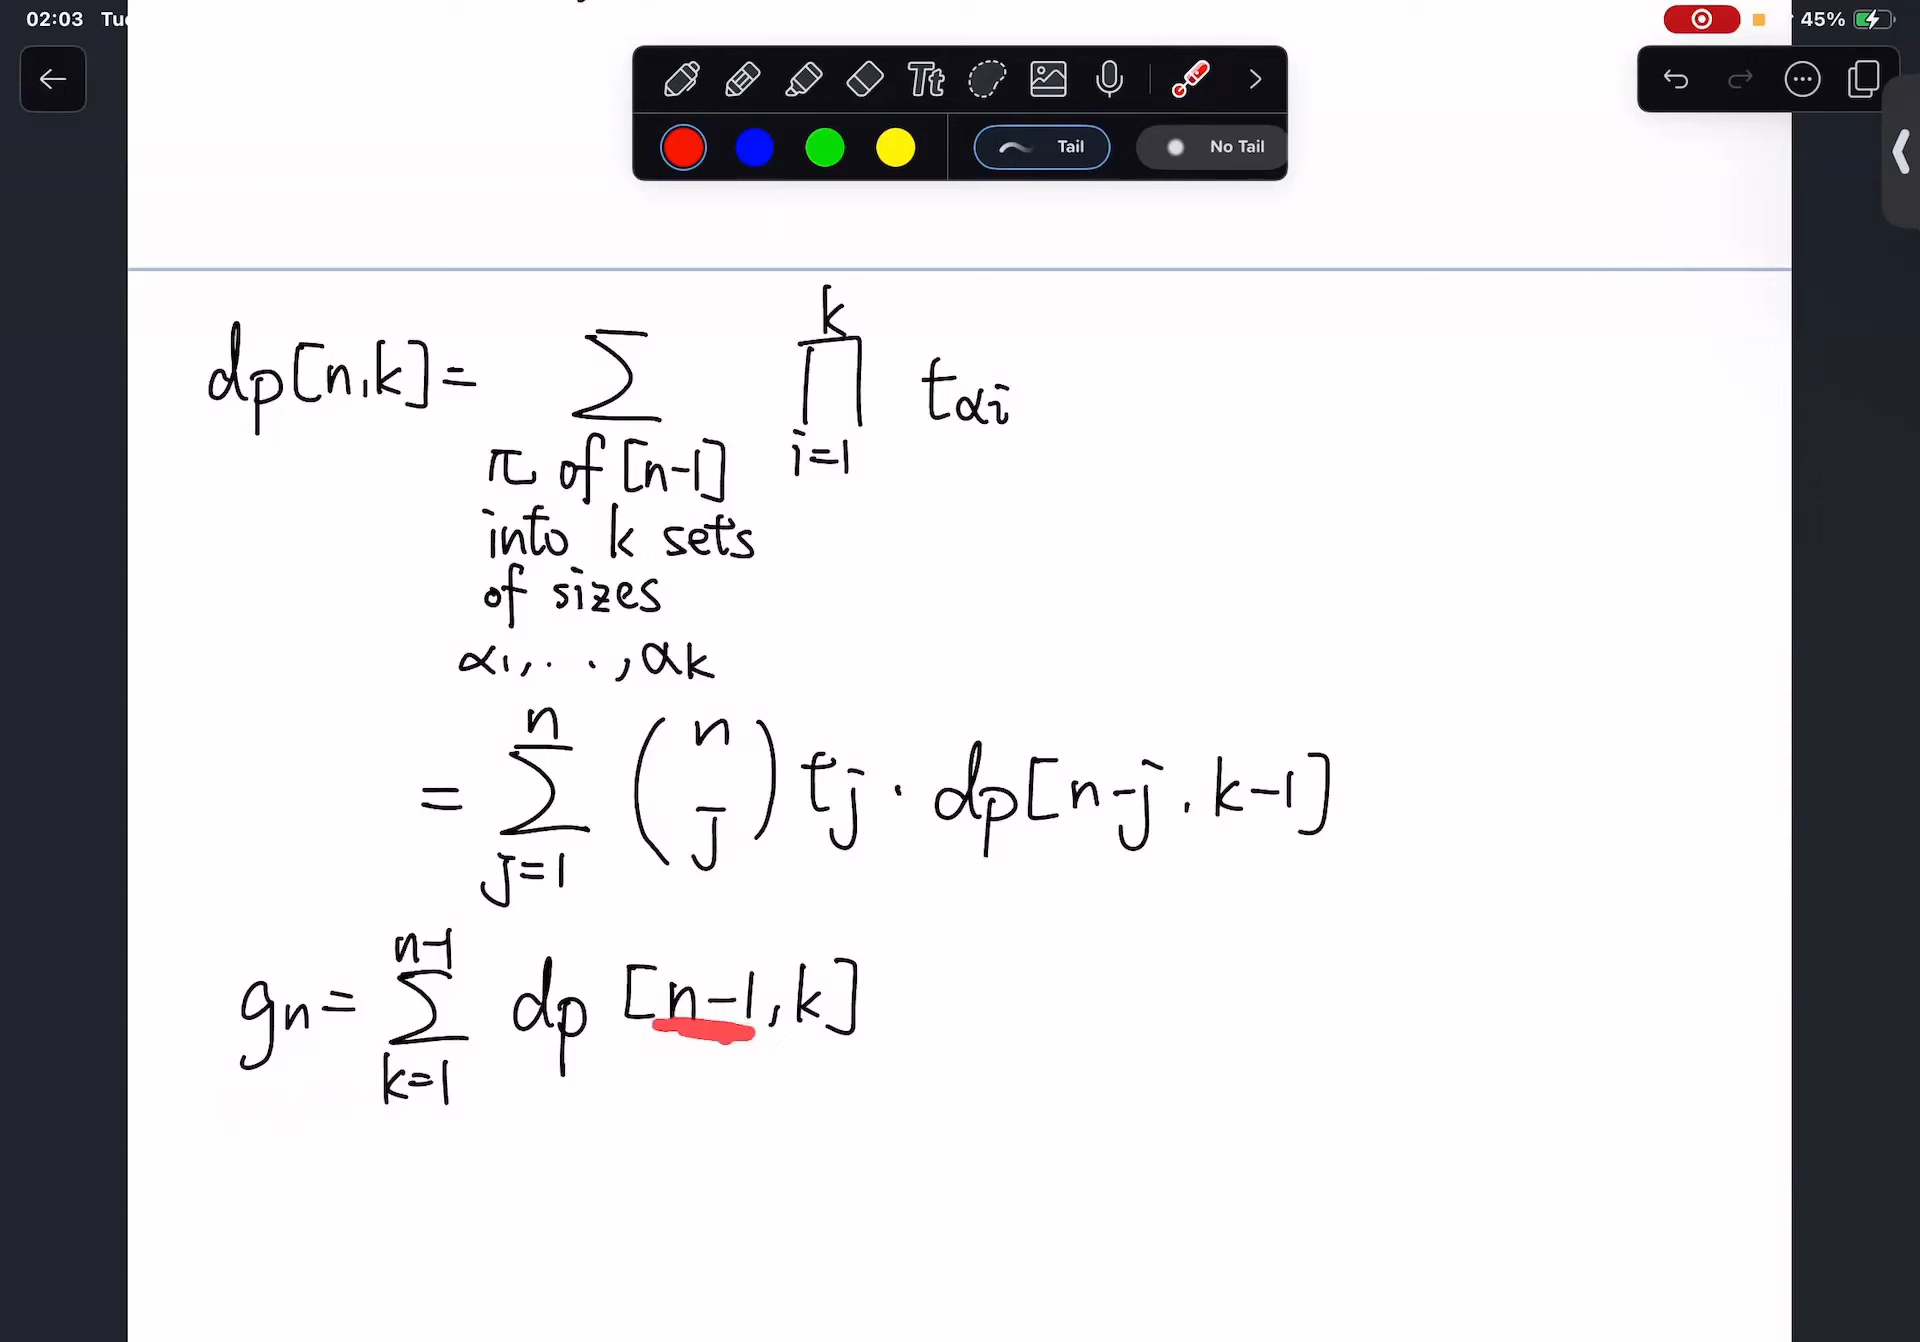 02:03 Tu
45%
Tt
Tail
No Tail
dp[n,k]= ∑ ∏ k i=1 tαi
π of [n-1]
into k sets
of sizes
α1,...,αk
= ∑ n j=1 (n j) tj · dp[n-j, k-1]
gn = ∑ n-1 k=1 dp [n-1,k]